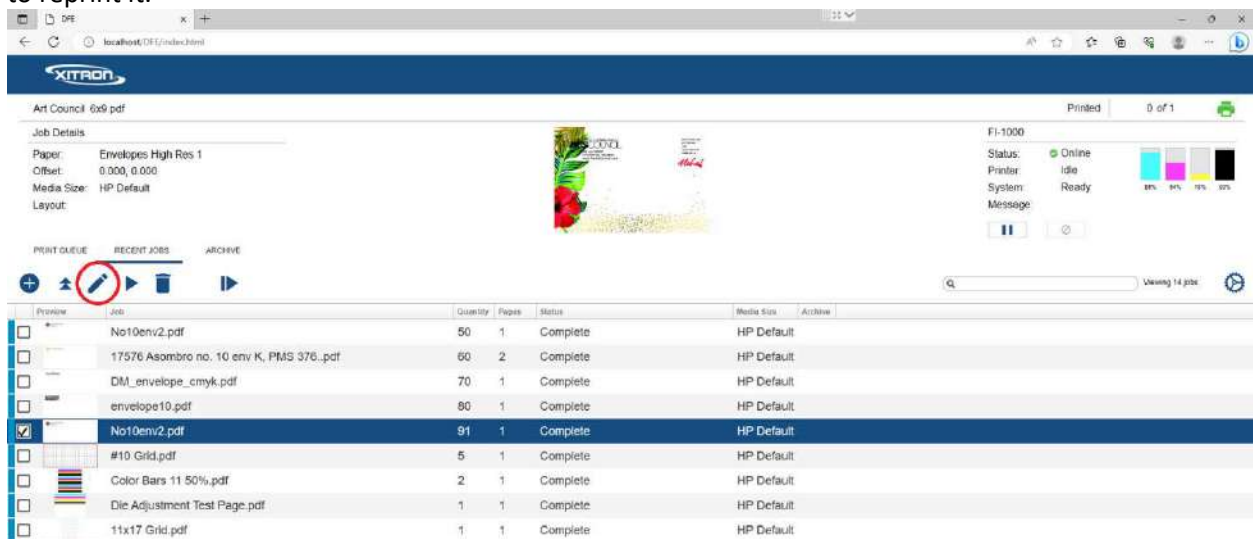 to reprint it.
DFE
localhost/DFE/index.html
XITRON
Art Council 6x9.pdf
Printed 0 of 1
Job Details
FI-1000
Paper: Envelopes High Res 1
Status: Online
Offset: 0.000, 0.000
Printer Idle
Media Size: HP Default
System: Ready
Layout:
Message
PRINT QUEUE RECENT JOBS ARCHIVE
Viewing 14 jobs
Preview Job Quantity Pages Status Media Size Archive
No10env2.pdf 50 1 Complete HP Default
17576 Asombro no. 10 env K, PMS 376..pdf 60 2 Complete HP Default
DM_envelope_cmyk.pdf 70 1 Complete HP Default
envelope10.pdf 80 1 Complete HP Default
No10env2.pdf 91 1 Complete HP Default
#10 Grid.pdf 5 1 Complete HP Default
Color Bars 11 50%.pdf 2 1 Complete HP Default
Die Adjustment Test Page.pdf 1 1 Complete HP Default
11x17 Grid.pdf 1 1 Complete HP Default